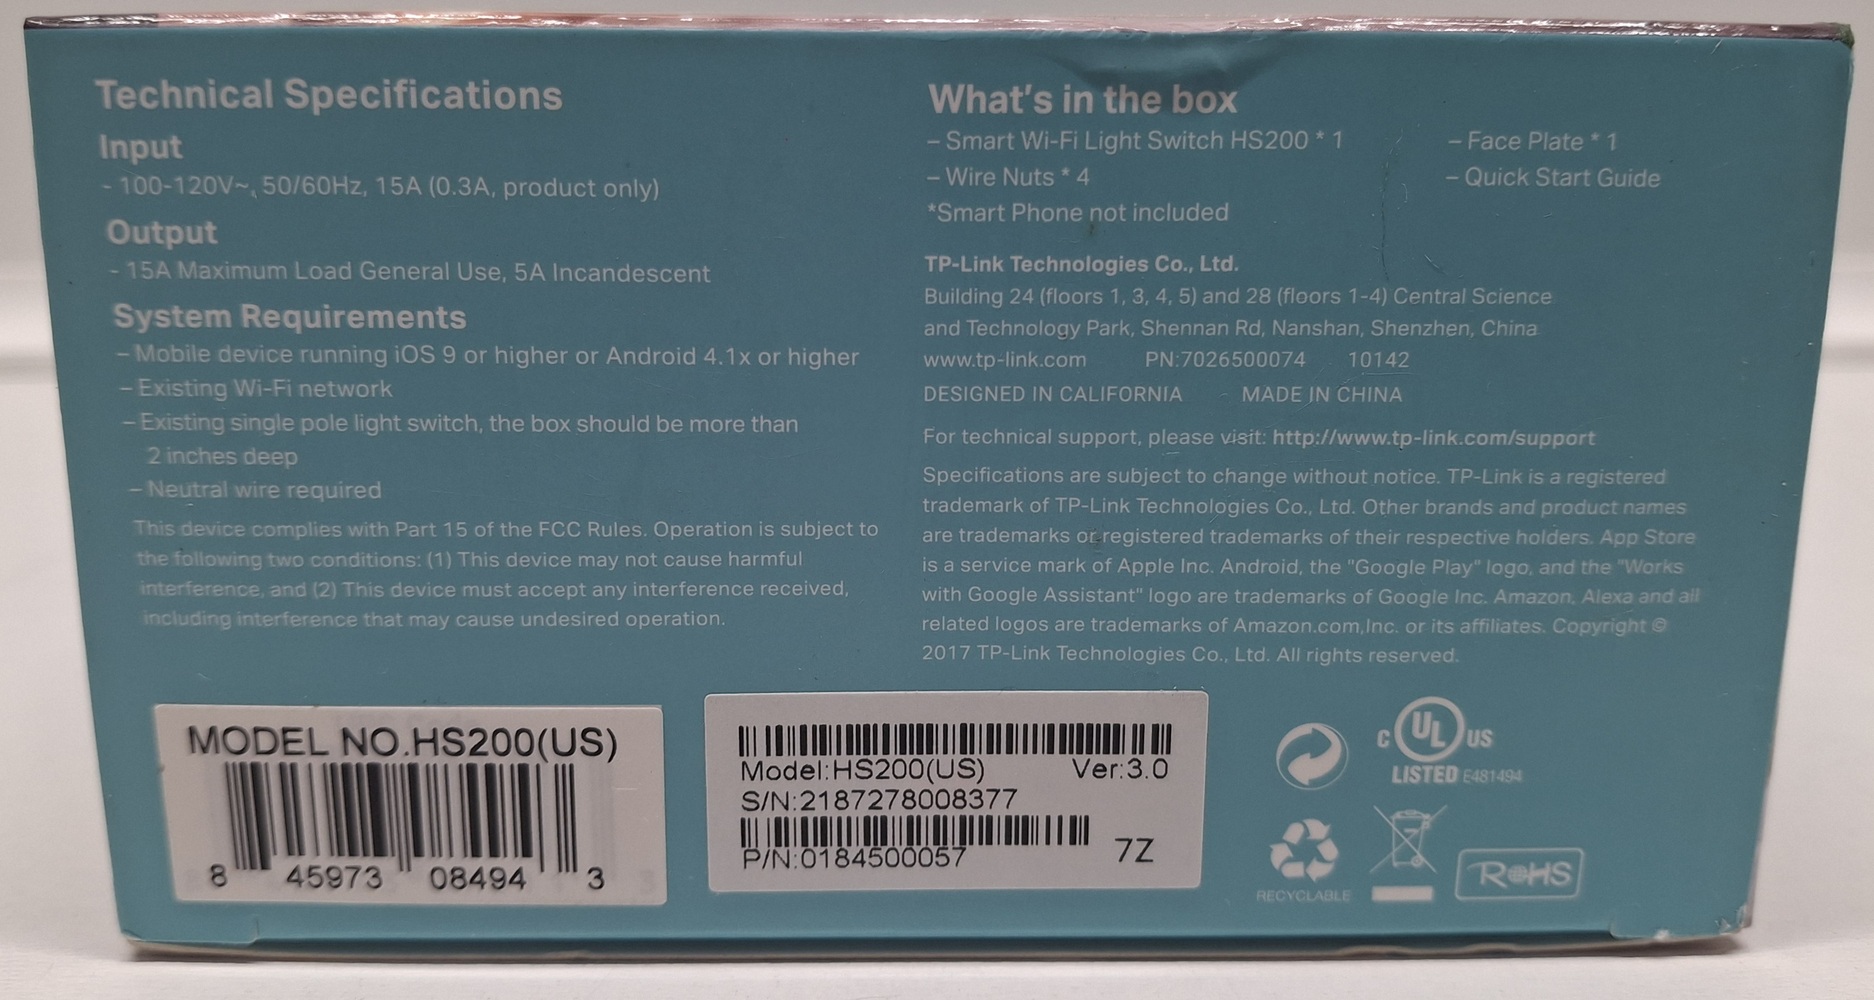 Technical Specifications
Input
- 100-120V~, 50/60Hz, 15A (0.3A, product only)
Output
- 15A Maximum Load General Use, 5A Incandescent
System Requirements
– Mobile device running iOS 9 or higher or Android 4.1x or higher
– Existing Wi-Fi network
– Existing single pole light switch, the box should be more than
2 inches deep
– Neutral wire required
This device complies with Part 15 of the FCC Rules. Operation is subject to
the following two conditions: (1) This device may not cause harmful
interference, and (2) This device must accept any interference received,
including interference that may cause undesired operation.
What's in the box
– Smart Wi-Fi Light Switch HS200 * 1
– Face Plate * 1
– Wire Nuts * 4
– Quick Start Guide
*Smart Phone not included
TP-Link Technologies Co., Ltd.
Building 24 (floors 1, 3, 4, 5) and 28 (floors 1-4) Central Science
and Technology Park, Shennan Rd, Nanshan, Shenzhen, China
www.tp-link.com PN:7026500074 10142
DESIGNED IN CALIFORNIA MADE IN CHINA
For technical support, please visit: http://www.tp-link.com/support
Specifications are subject to change without notice. TP-Link is a registered
trademark of TP-Link Technologies Co., Ltd. Other brands and product names
are trademarks or registered trademarks of their respective holders. App Store
is a service mark of Apple Inc. Android, the "Google Play" logo, and the "Works
with Google Assistant" logo are trademarks of Google Inc. Amazon, Alexa and all
related logos are trademarks of Amazon.com,Inc. or its affiliates. Copyright ©
2017 TP-Link Technologies Co., Ltd. All rights reserved.
MODEL NO.HS200(US)
8 45973 08494 3
Model:HS200(US) Ver:3.0
S/N:2187278008377
P/N:0184500057 7Z
C UL US
LISTED E481494
RECYCLABLE
RoHS